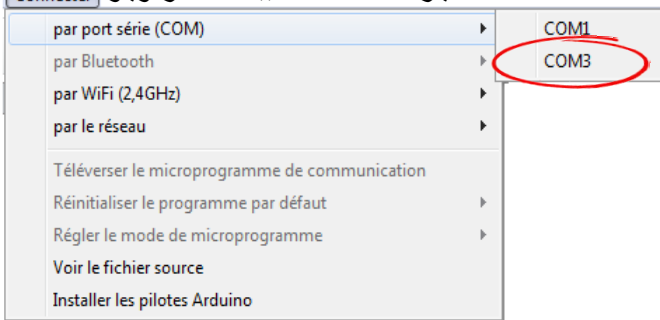 par port série (COM)
COM1
COM3
par Bluetooth
par WiFi (2,4GHz)
par le réseau
Téléverser le microprogramme de communication
Réinitialiser le programme par défaut
Régler le mode de microprogramme
Voir le fichier source
Installer les pilotes Arduino